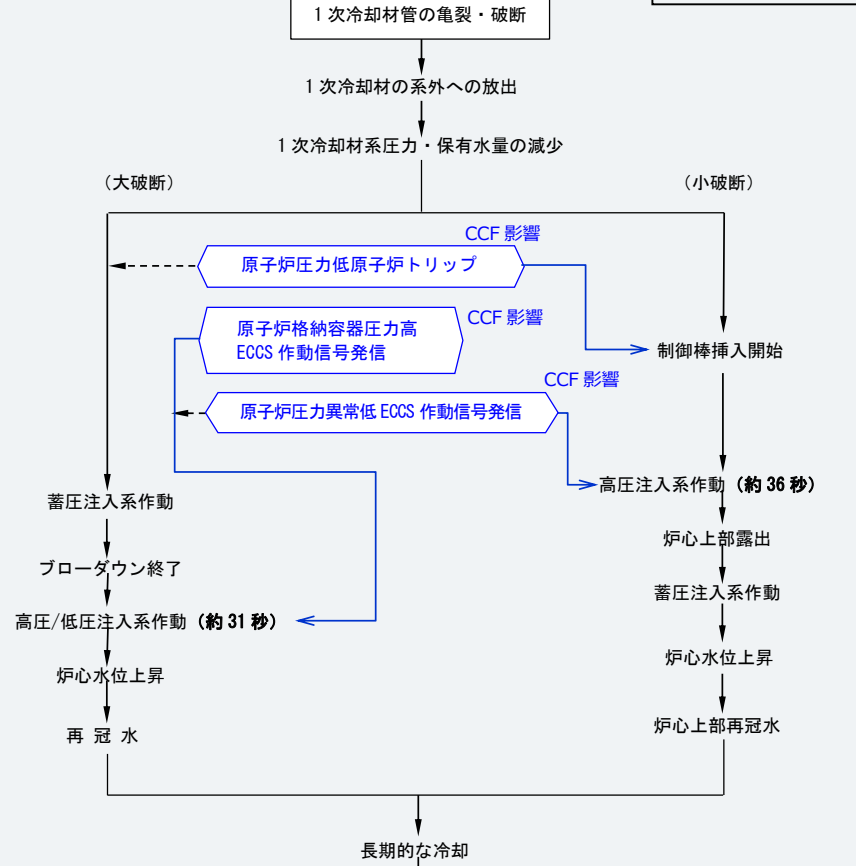 1次冷却材管の亀裂・破断
1次冷却材の系外への放出
1次冷却材系圧力・保有水量の減少
（大破断）
（小破断）
CCF 影響
原子炉圧力低原子炉トリップ
CCF 影響
原子炉格納容器圧力高
ECCS 作動信号発信
制御棒挿入開始
CCF 影響
原子炉圧力異常低 ECCS 作動信号発信
高圧注入系作動（約 36 秒）
蓄圧注入系作動
炉心上部露出
ブローダウン終了
蓄圧注入系作動
高圧/低圧注入系作動（約 31 秒）
炉心水位上昇
炉心水位上昇
炉心上部再冠水
再 冠 水
長期的な冷却